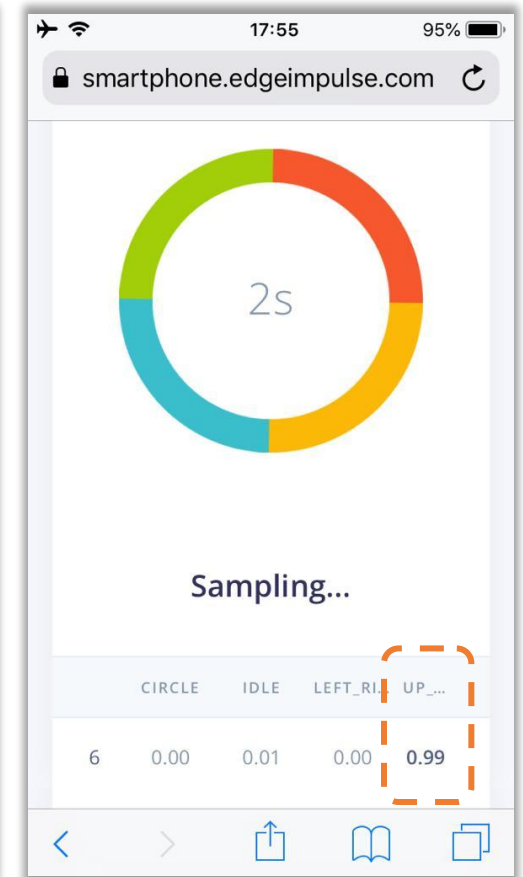 17:55 95%
smartphone.edgeimpulse.com
2s
Sampling...
CIRCLE IDLE LEFT_RI... UP_...
6 0.00 0.01 0.00 0.99